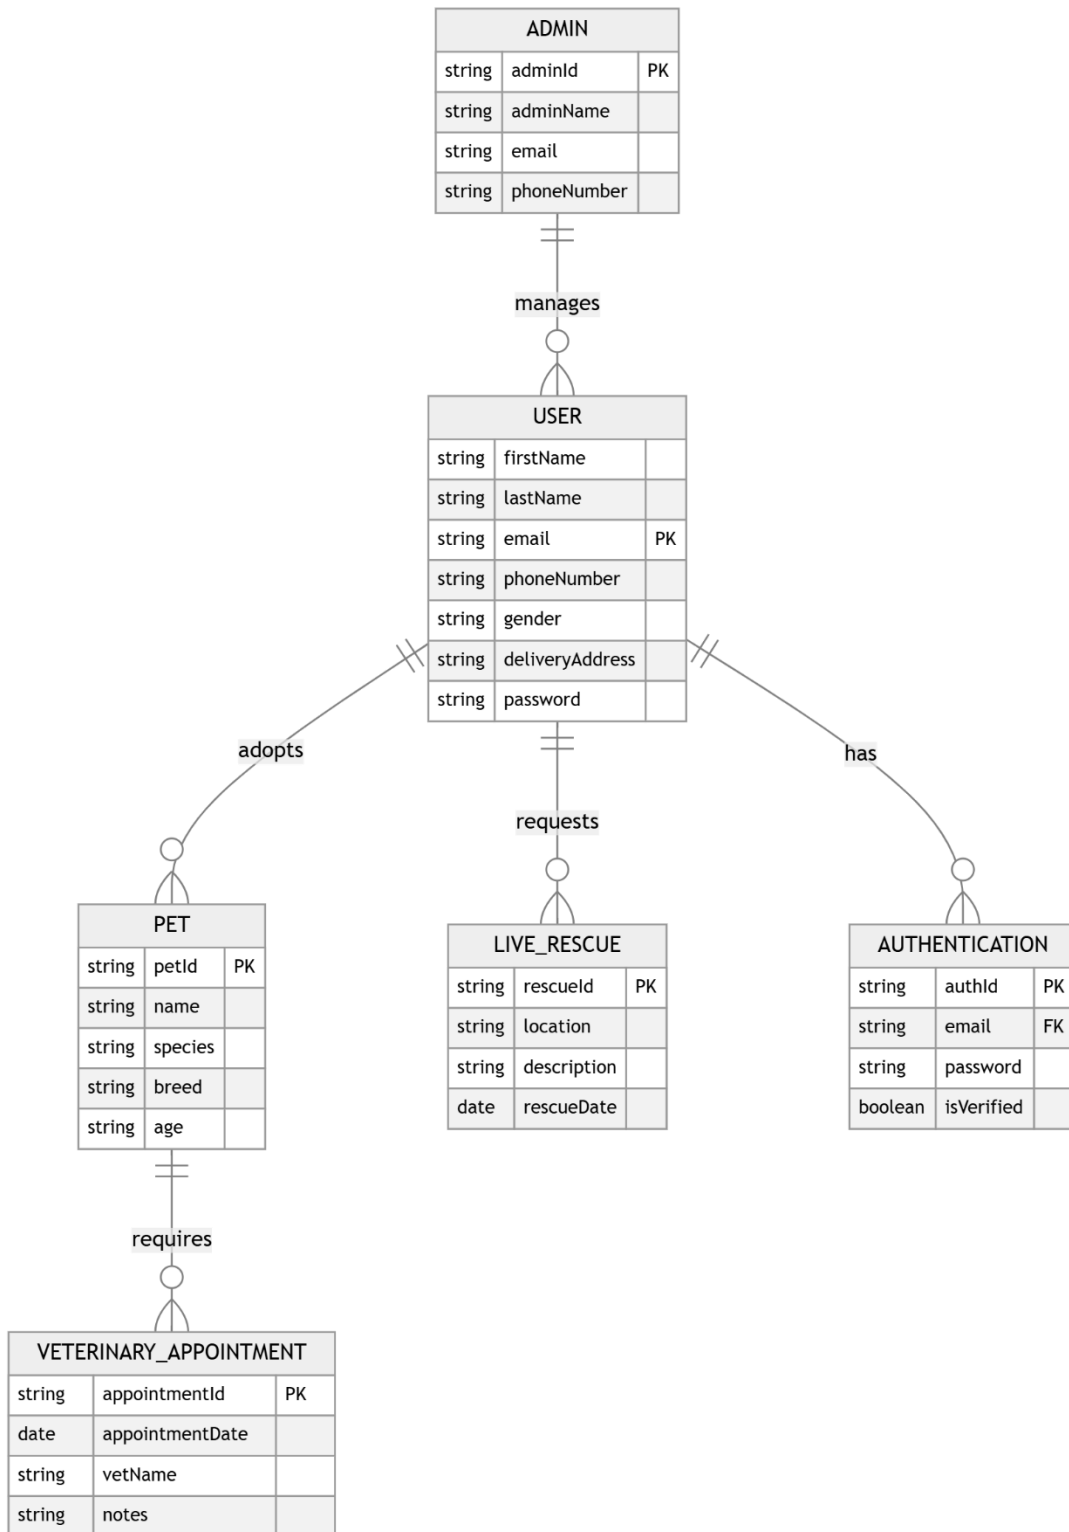 ADMIN
string adminId PK
string adminName
string email
string phoneNumber
manages
USER
string firstName
string lastName
string email PK
string phoneNumber
string gender
string deliveryAddress
string password
adopts
requests
has
PET
string petId PK
string name
string species
string breed
string age
LIVE_RESCUE
string rescueId PK
string location
string description
date rescueDate
AUTHENTICATION
string authId PK
string email FK
string password
boolean isVerified
requires
VETERINARY_APPOINTMENT
string appointmentId PK
date appointmentDate
string vetName
string notes